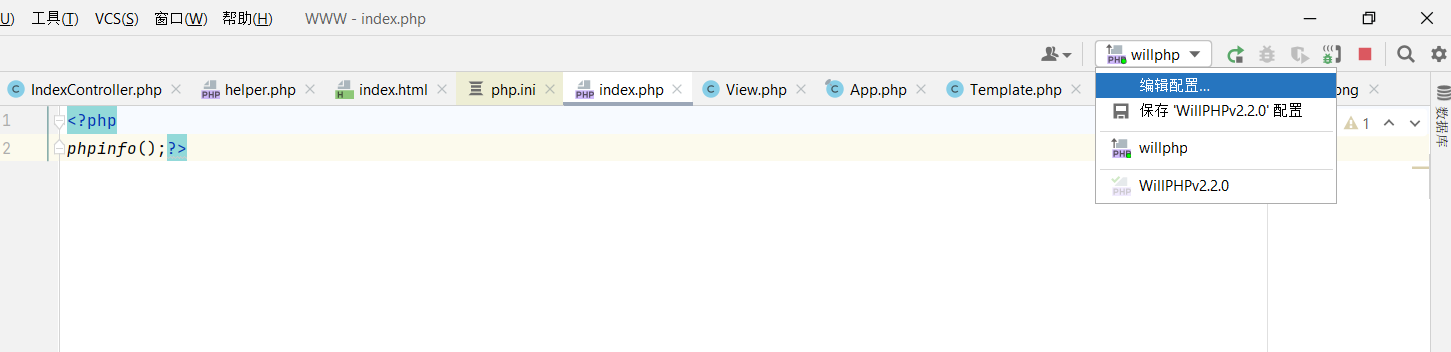 U) 工具(T) VCS(S) 窗口(W) 帮助(H) WWW - index.php
willphp
IndexController.php helper.php index.html php.ini index.php View.php App.php Template.php ong
编辑配置...
保存 'WillPHPv2.2.0' 配置
willphp
WillPHPv2.2.0
1 <?php
2 phpinfo();?>
1
数据库